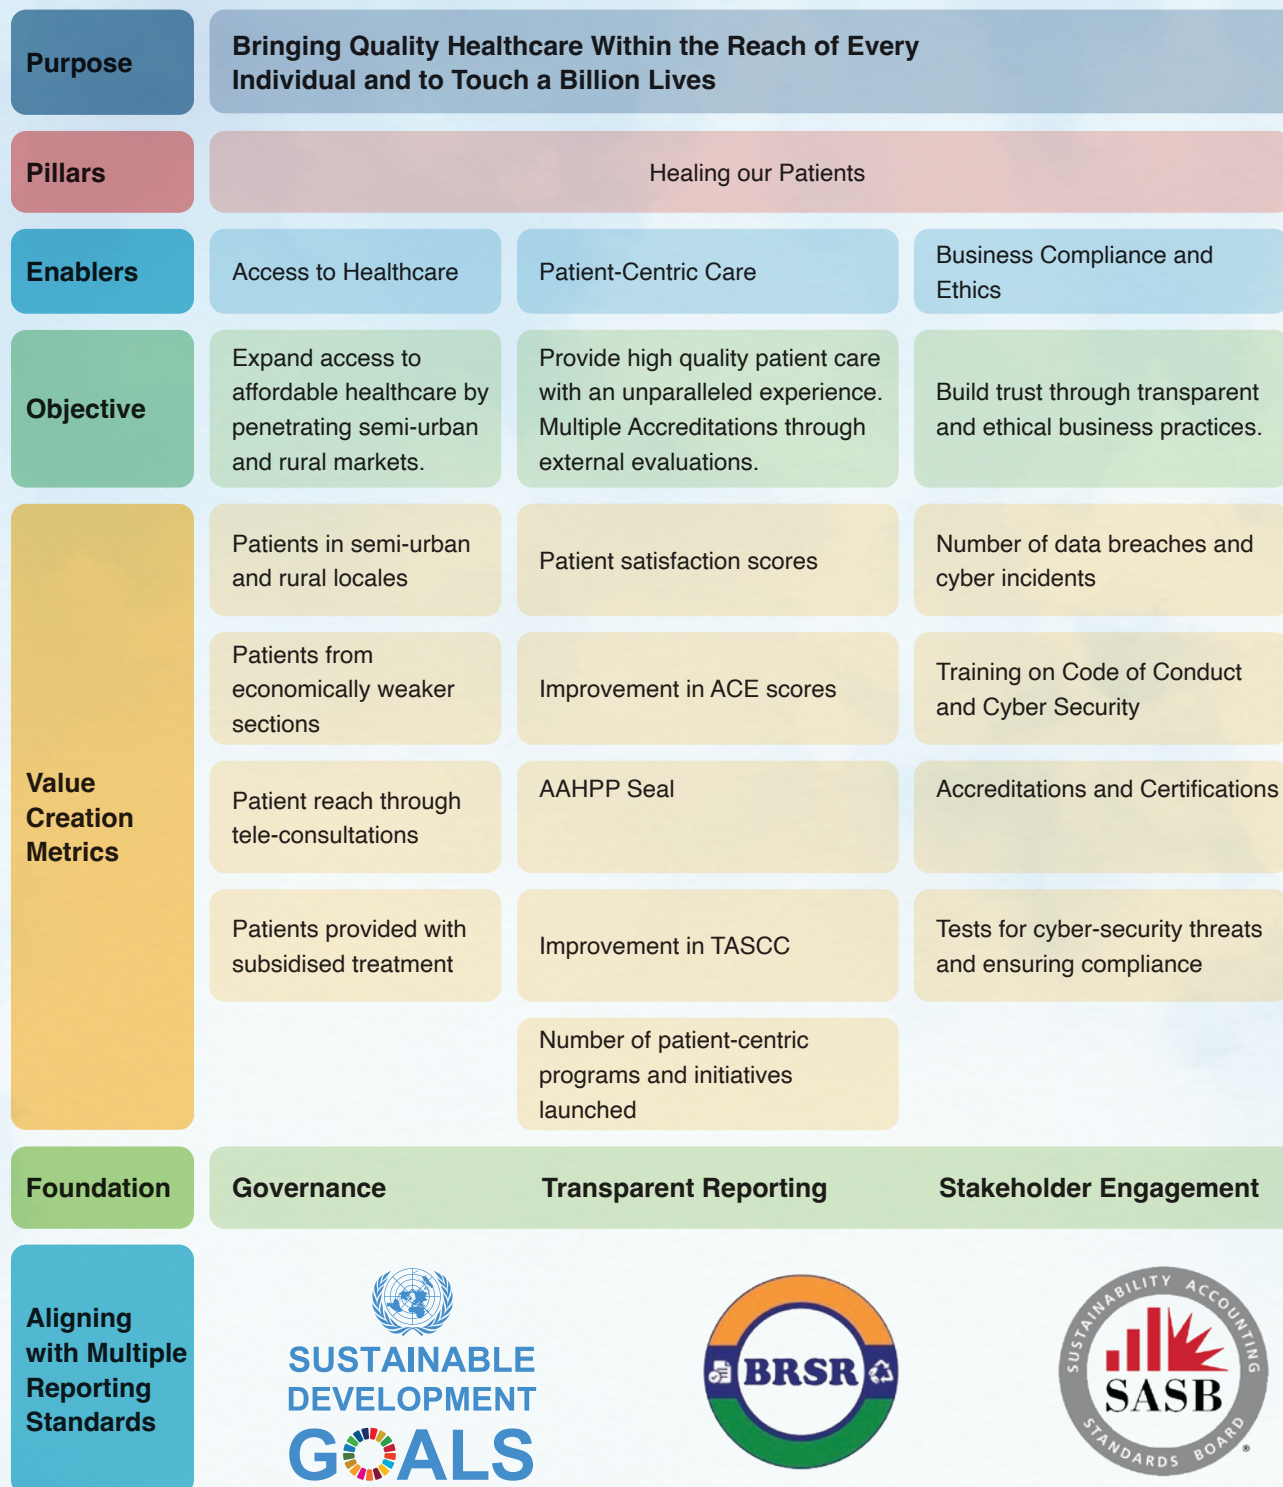 Purpose
Bringing Quality Healthcare Within the Reach of Every
Individual and to Touch a Billion Lives
Pillars
Healing our Patients
Enablers
Access to Healthcare
Patient-Centric Care
Business Compliance and
Ethics
Objective
Expand access to
affordable healthcare by
penetrating semi-urban
and rural markets.
Provide high quality patient care
with an unparalleled experience.
Multiple Accreditations through
external evaluations.
Build trust through transparent
and ethical business practices.
Value
Creation
Metrics
Patients in semi-urban
and rural locales
Patient satisfaction scores
Number of data breaches and
cyber incidents
Patients from
economically weaker
sections
Improvement in ACE scores
Training on Code of Conduct
and Cyber Security
Patient reach through
tele-consultations
AAHPP Seal
Accreditations and Certifications
Patients provided with
subsidised treatment
Improvement in TASCC
Tests for cyber-security threats
and ensuring compliance
Number of patient-centric
programs and initiatives
launched
Foundation
Governance
Transparent Reporting
Stakeholder Engagement
Aligning
with Multiple
Reporting
Standards
SUSTAINABLE
DEVELOPMENT
GOALS
BRSR
SUSTAINABILITY ACCOUNTING
SASB
STANDARDS BOARD
®